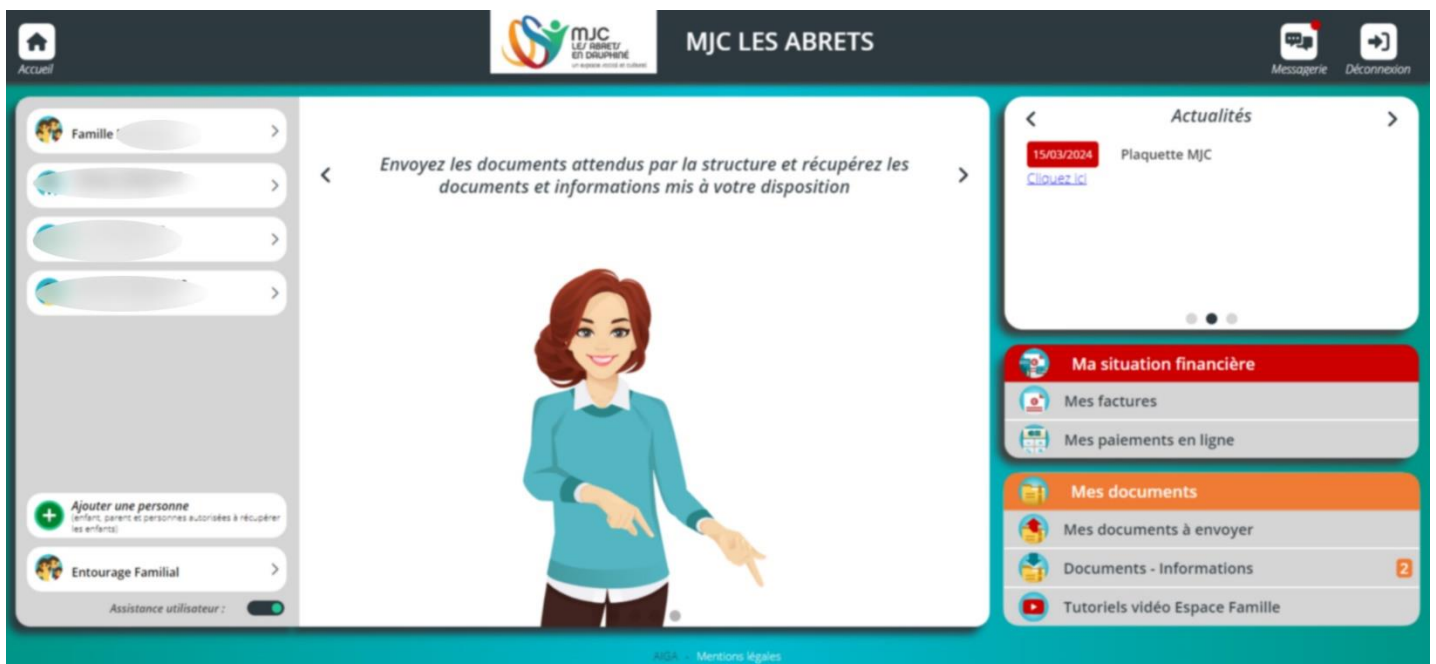 Accueil
MJC
LES ABRETS
EN DAUPHINÉ
MJC LES ABRETS
Messagerie
Déconnexion
Famille
Ajouter une personne
(enfant, parent et personnes autorisées à récupérer
les enfants)
Entourage Familial
Assistance utilisateur :
Envoyez les documents attendus par la structure et récupérez les
documents et informations mis à votre disposition
Actualités
15/03/2024 Plaquette MJC
Cliquez ici
Ma situation financière
Mes factures
Mes paiements en ligne
Mes documents
Mes documents à envoyer
Documents - Informations 2
Tutoriels vidéo Espace Famille
AIGA - Mentions légales